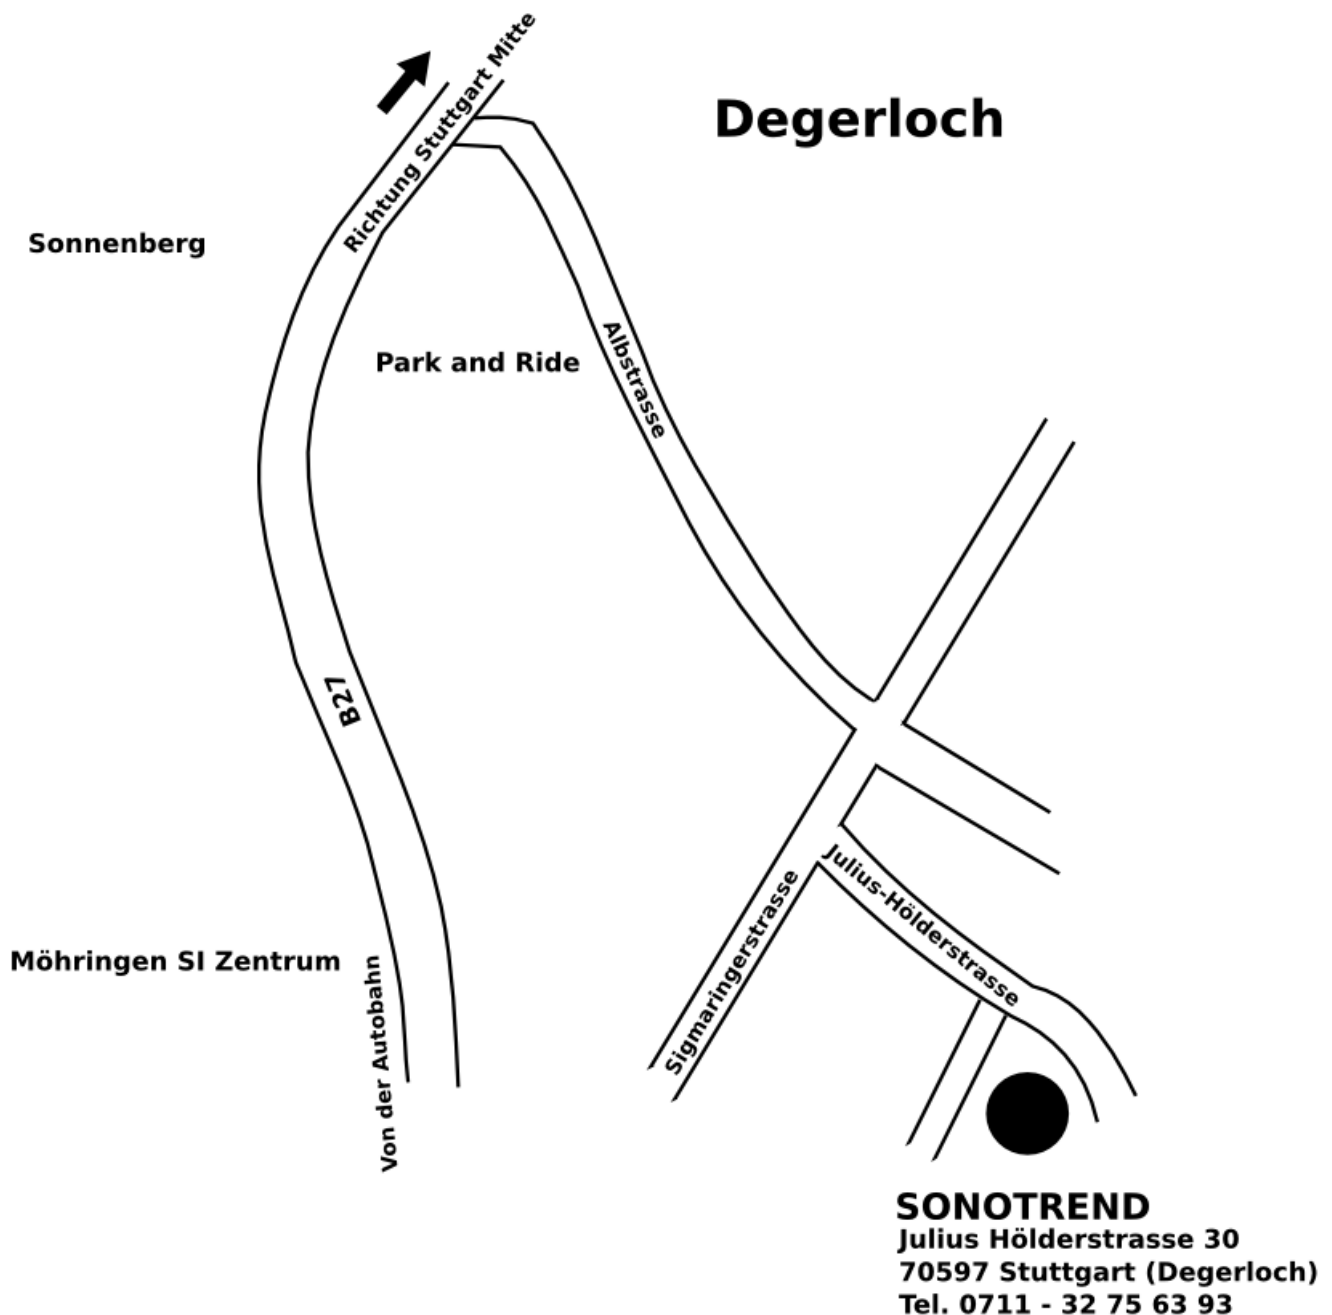 Richtung Stuttgart Mitte
Degerloch
Sonnenberg
Park and Ride
Albstrasse
B27
Julius-Hölderstrasse
Sigmaringerstrasse
Möhringen SI Zentrum
Von der Autobahn
SONOTREND
Julius Hölderstrasse 30
70597 Stuttgart (Degerloch)
Tel. 0711 - 32 75 63 93